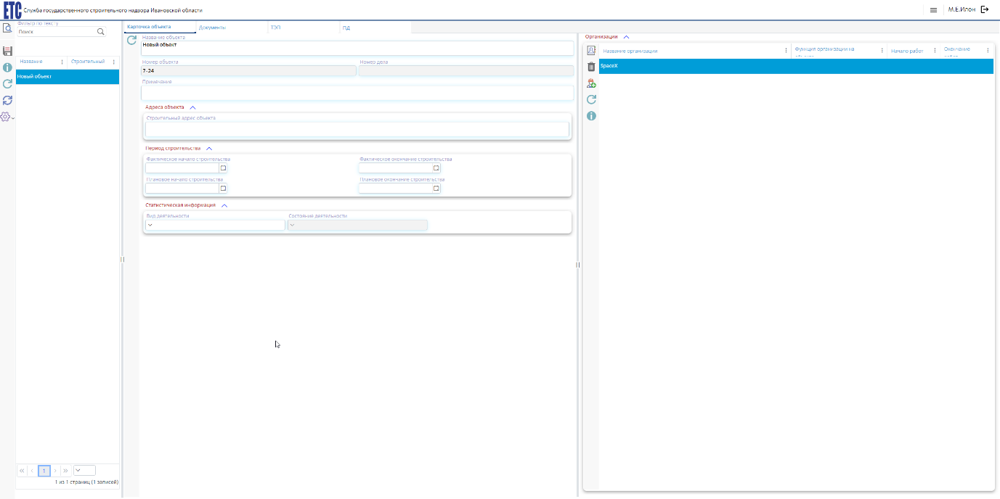 ЕТС Служба государственного строительного надзора Ивановской области
М.Е.Илон
Фильтр по тексту
Поиск
Название
Строительный
Новый объект
1
1 из 1 страниц (1 записей)
Карточка объекта
Документы
ТЭП
ПД
Название объекта
Новый объект
Номер объекта
Номер дела
7-24
Примечание
Адреса объекта
Строительный адрес объекта
Период строительства
Фактическое начало строительства
Фактическое окончание строительства
Плановое начало строительства
Плановое окончание строительства
Статистическая информация
Вид деятельности
Состояние деятельности
Организации
Название организации
Функция организации на
Начало работ
Окончание
SpaceX